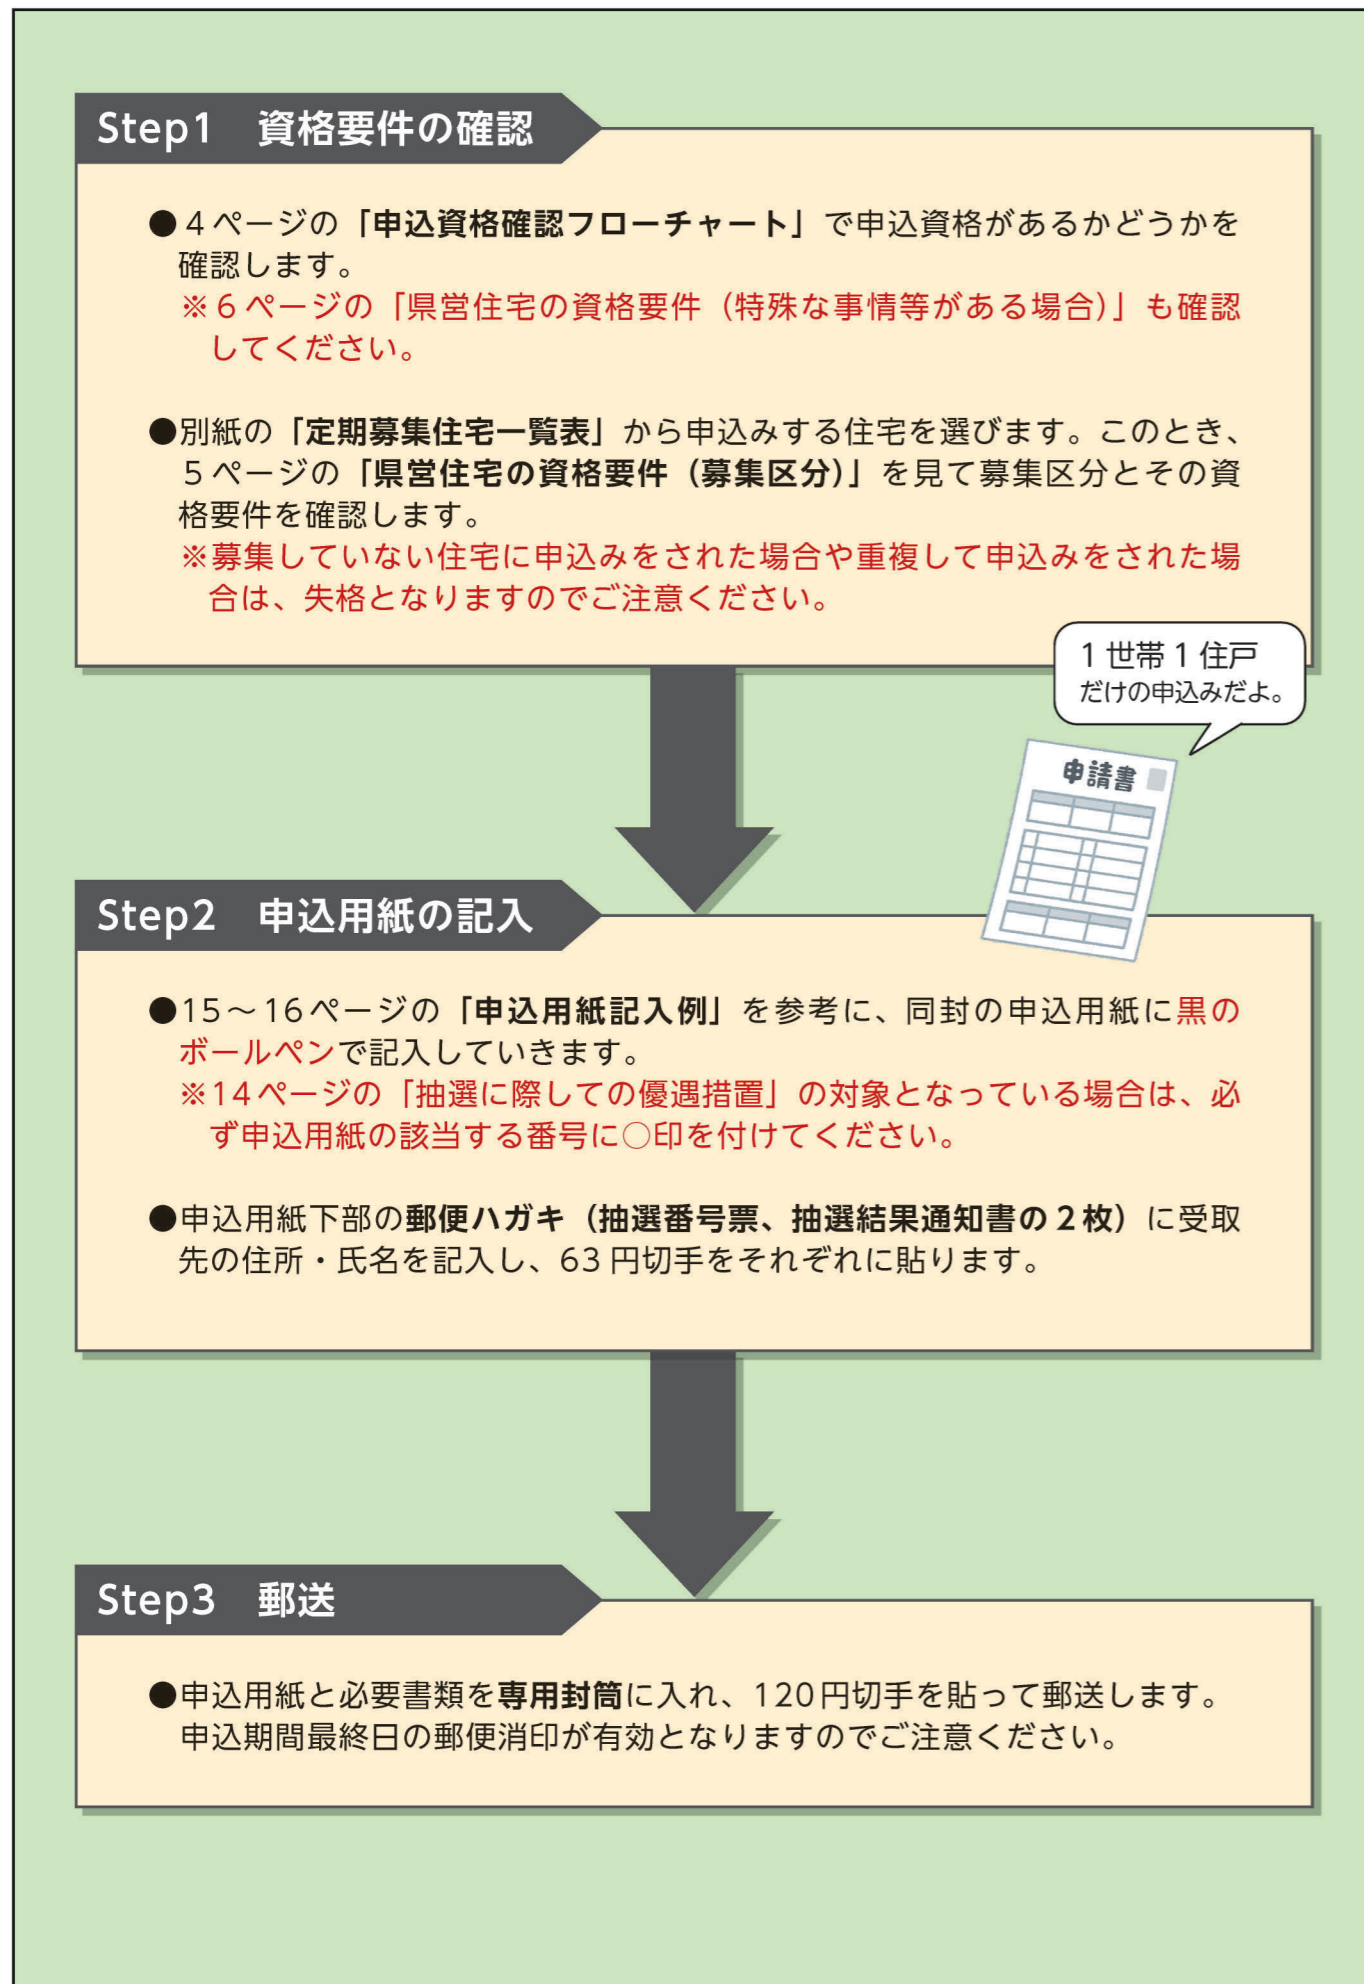 Step1　資格要件の確認
●４ページの「申込資格確認フローチャート」で申込資格があるかどうかを
確認します。
※６ページの「県営住宅の資格要件（特殊な事情等がある場合）」も確認
してください。
●別紙の「定期募集住宅一覧表」から申込みする住宅を選びます。このとき、
５ページの「県営住宅の資格要件（募集区分）」を見て募集区分とその資
格要件を確認します。
※募集していない住宅に申込みをされた場合や重複して申込みをされた場
合は、失格となりますのでご注意ください。
1世帯1住戸
だけの申込みだよ。
申請書
Step2　申込用紙の記入
●15～16ページの「申込用紙記入例」を参考に、同封の申込用紙に黒の
ボールペンで記入していきます。
※14ページの「抽選に際しての優遇措置」の対象となっている場合は、必
ず申込用紙の該当する番号に○印を付けてください。
●申込用紙下部の郵便ハガキ（抽選番号票、抽選結果通知書の２枚）に受取
先の住所・氏名を記入し、63円切手をそれぞれに貼ります。
Step3　郵送
●申込用紙と必要書類を専用封筒に入れ、120円切手を貼って郵送します。
申込期間最終日の郵便消印が有効となりますのでご注意ください。